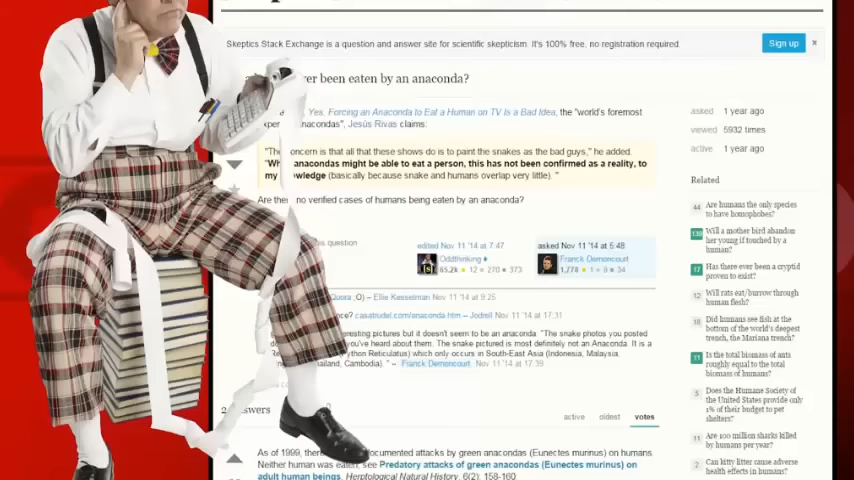 Skeptics Stack Exchange is a question and answer site for scientific skepticism. It's 100% free, no registration required.
Sign up
ever been eaten by an anaconda?
Yes, Forcing an Anaconda to Eat a Human on TV Is a Bad Idea, the "world's foremost
anacondas", Jesús Rivas claims:
concern is that all that these shows do is to paint the snakes as the bad guys," he added.
anacondas might be able to eat a person, this has not been confirmed as a reality, to
my (basically because snake and humans overlap very little). "
Are no verified cases of humans being eaten by an anaconda?
this question
edited Nov 11 '14 at 7:47
Oddthinking ♦
65.2k 12 270 373
asked Nov 11 '14 at 5:48
Franck Dernoncourt
1,778 1 9 34
Quora ;O) – Ellie Kesselman Nov 11 '14 at 9:25
casatrudel.com/anaconda.htm – Jodrell Nov 11 '14 at 17:31
pictures but it doesn't seem to be an anaconda. "The snake photos you posted
you've heard about them. The snake pictured is most definitely not an Anaconda. It is a
Reticulatus) which only occurs in South-East Asia (Indonesia, Malaysia,
Cambodia). " – Franck Dernoncourt Nov 11 '14 at 17:39
active oldest votes
As of 1999, documented attacks by green anacondas (Eunectes murinus) on humans.
Neither human was eaten, see Predatory attacks of green anacondas (Eunectes murinus) on
adult human beings, Herptological Natural History, 6(2): 158-160
asked 1 year ago
viewed 5932 times
active 1 year ago
Related
44 Are humans the only species
to have homophobes?
Will a mother bird abandon
her young if touched by a
human?
17 Has there ever been a cryptid
proven to exist?
12 Will rats eat/burrow through
human flesh?
Did humans see fish at the
bottom of the world's deepest
trench, the Mariana trench?
11 Is the total biomass of ants
roughly equal to the total
biomass of humans?
5 Does the Humane Society of
the United States provide only
1% of their budget to pet
shelters?
11 Are 100 million sharks killed
by humans per year?
2 Can kitty litter cause adverse
health effects in humans?